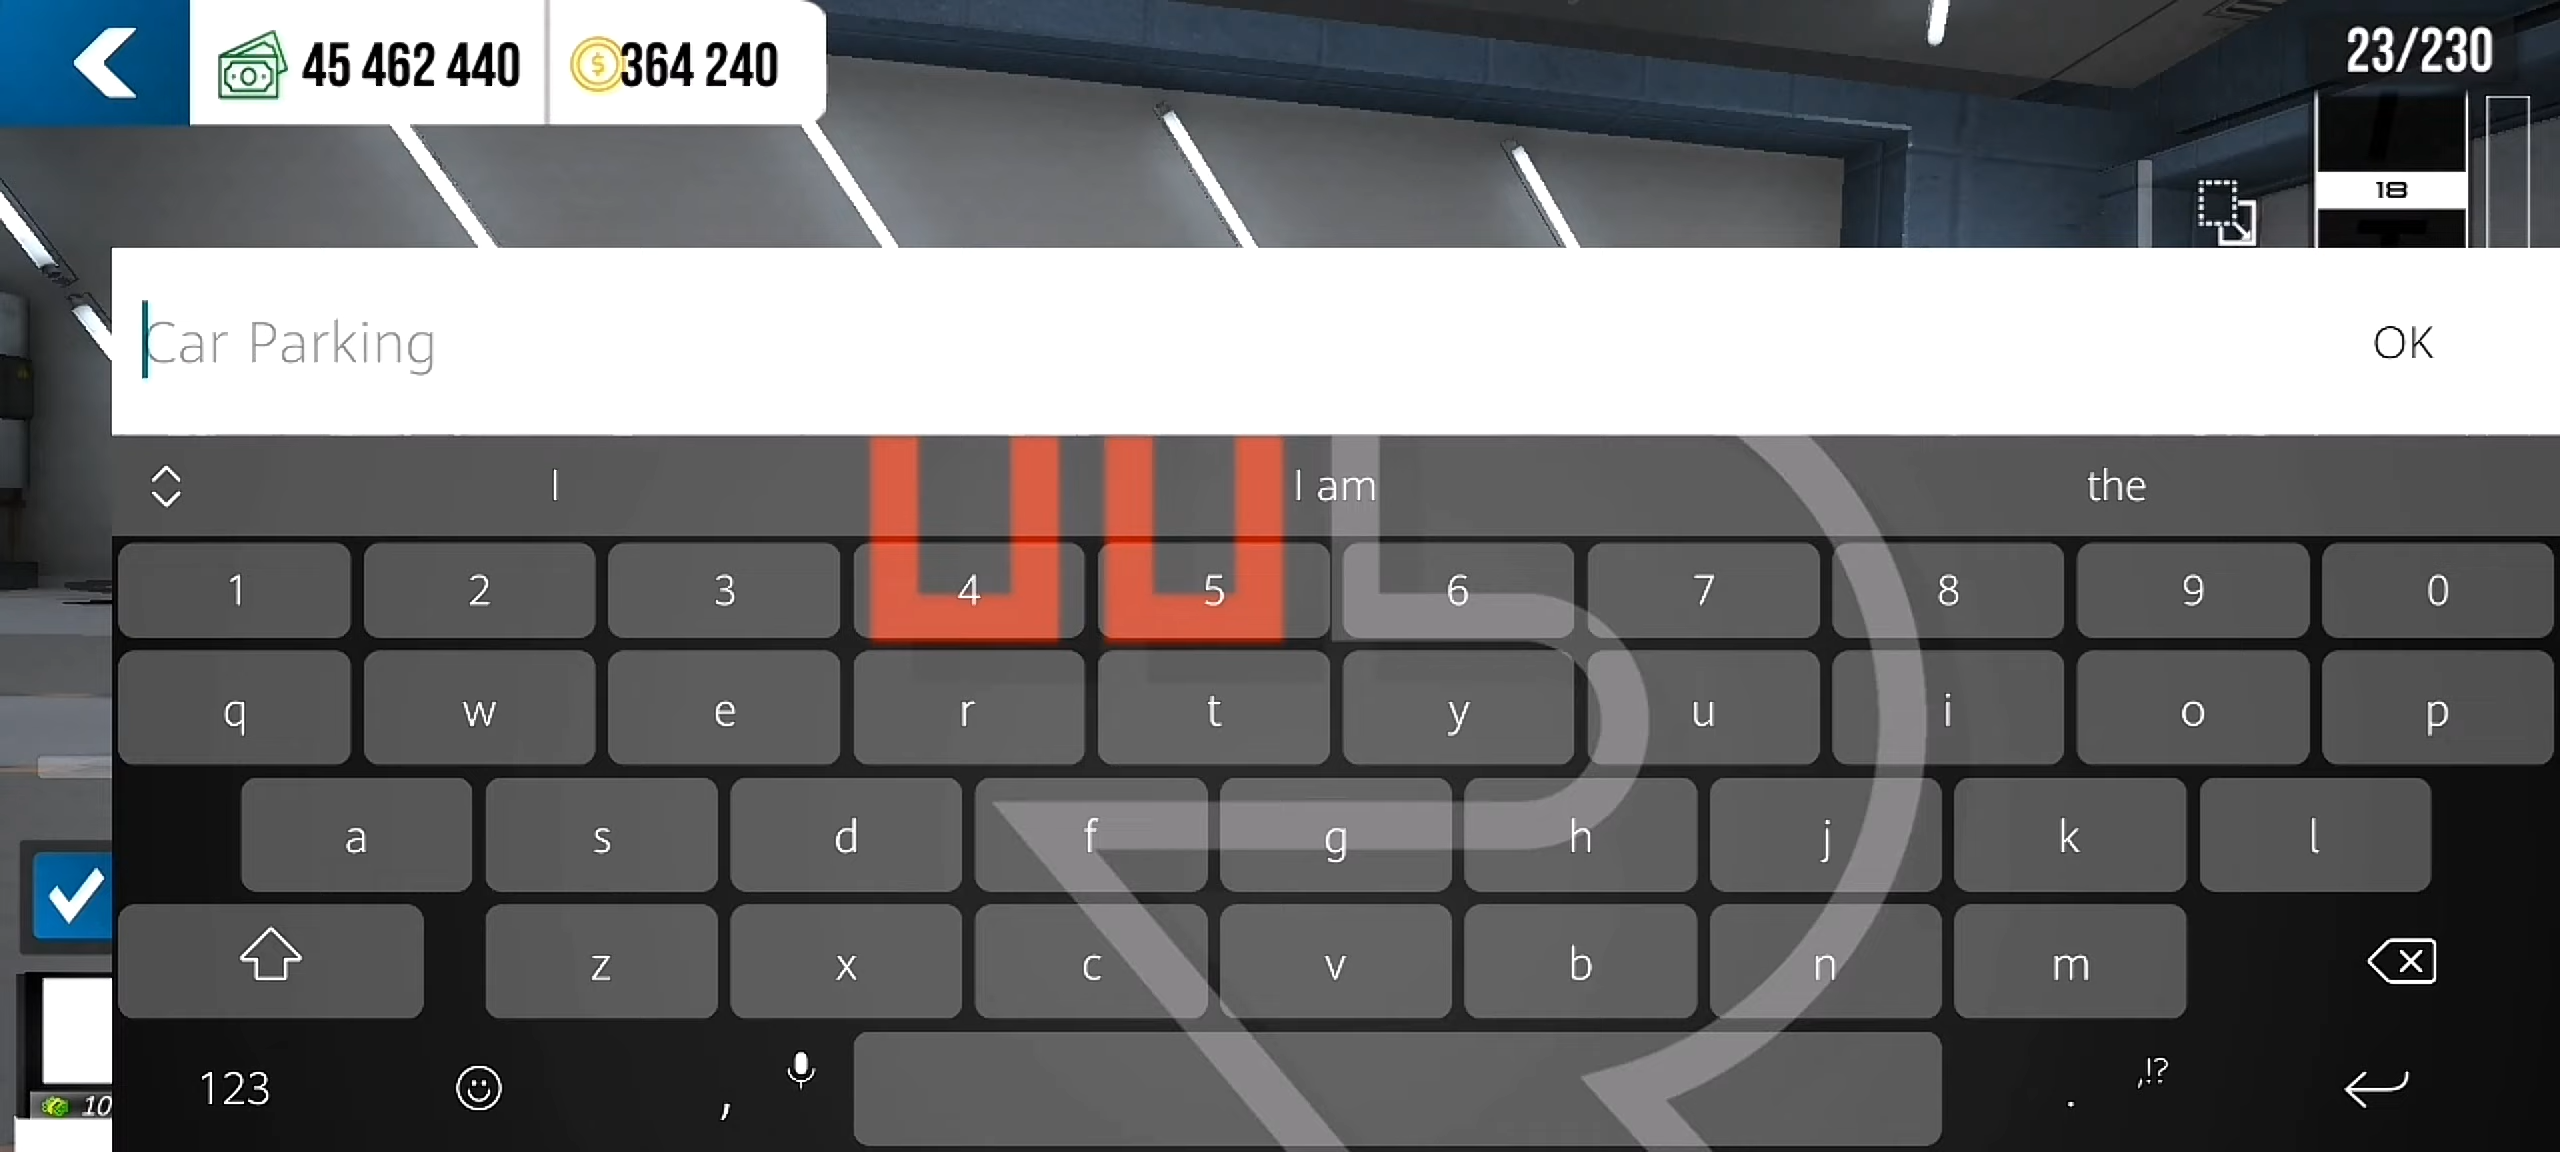 45 462 440 364 240 23/230
18
Car Parking OK
I I am the
1 2 3 4 5 6 7 8 9 0
q w e r t y u i o p
a s d f g h j k l
z x c v b n m
123 , . ,!?
10